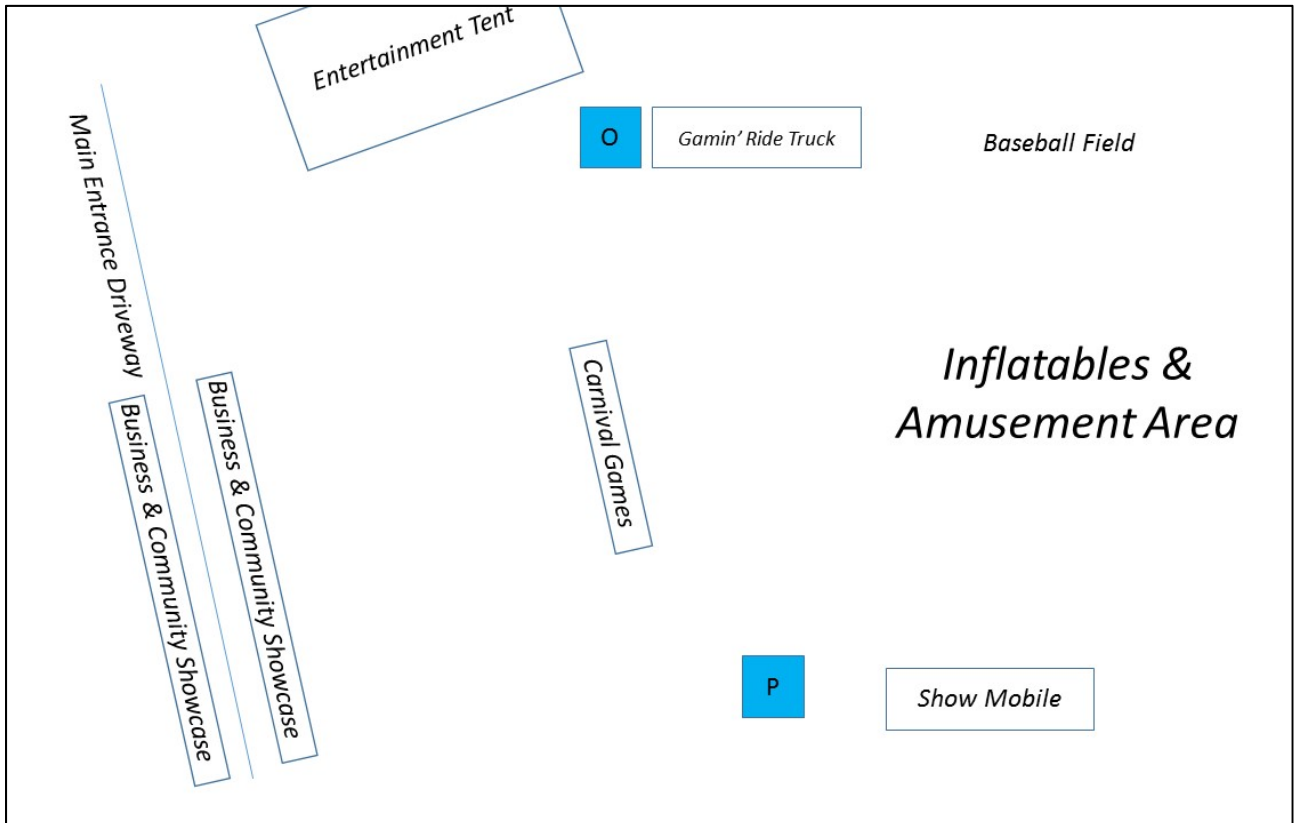 Entertainment Tent
O
Gamin' Ride Truck
Baseball Field
Main Entrance Driveway
Inflatables &
Amusement Area
Carnival Games
Business & Community Showcase
Business & Community Showcase
P
Show Mobile